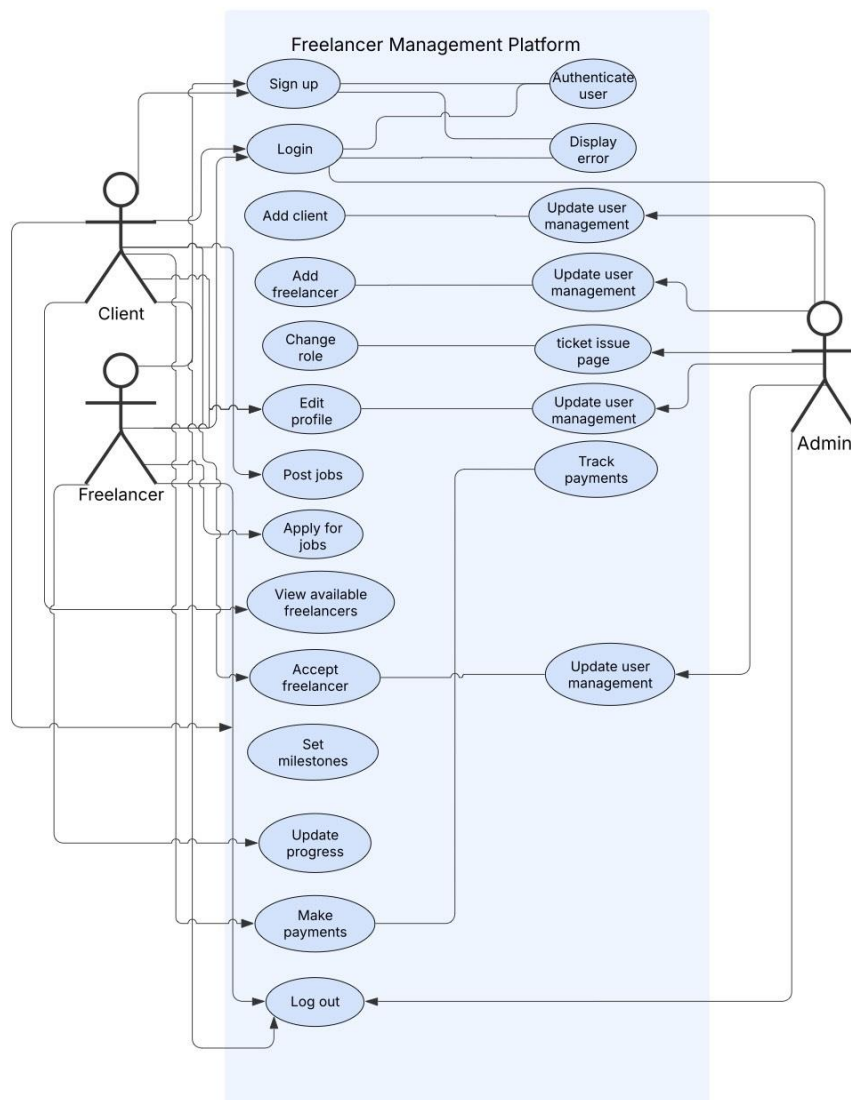 Freelancer Management Platform
Sign up
Authenticate
user
Login
Display
error
Add client
Update user
management
Add
freelancer
Update user
management
Client
Change
role
ticket issue
page
Edit
profile
Update user
management
Admin
Freelancer
Post jobs
Track
payments
Apply for
jobs
View available
freelancers
Accept
freelancer
Update user
management
Set
milestones
Update
progress
Make
payments
Log out